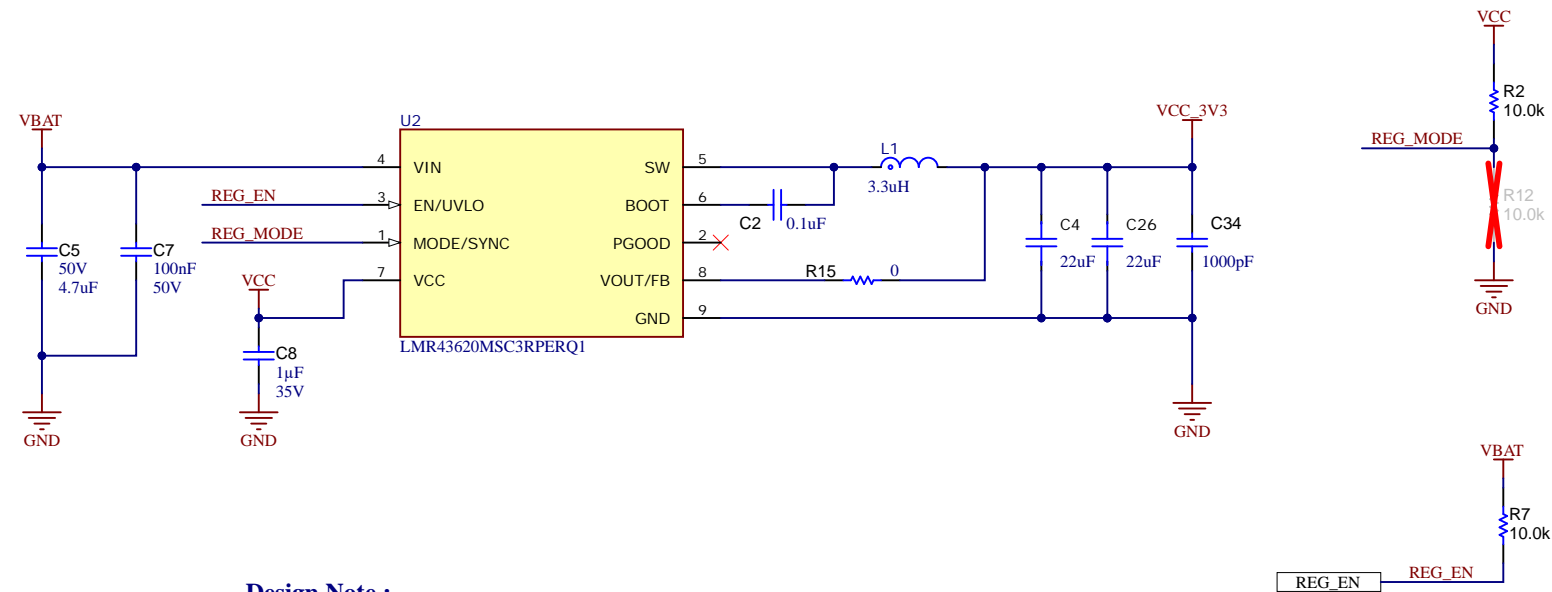 VCC
R2
10.0k
REG_MODE
R12
10.0k
GND
VBAT
U2
VCC_3V3
4 VIN
SW 5
L1
3.3uH
REG_EN
3 EN/UVLO
BOOT 6
C2 0.1uF
REG_MODE
1 MODE/SYNC
PGOOD 2
C5
50V
4.7uF
C7
100nF
50V
C4
22uF
C26
22uF
C34
1000pF
VCC
7 VCC
VOUT/FB 8
R15 0
GND 9
LMR43620MSC3RPERQ1
C8
1µF
35V
GND
GND
GND
VBAT
R7
10.0k
REG_EN REG_EN
Design Note :